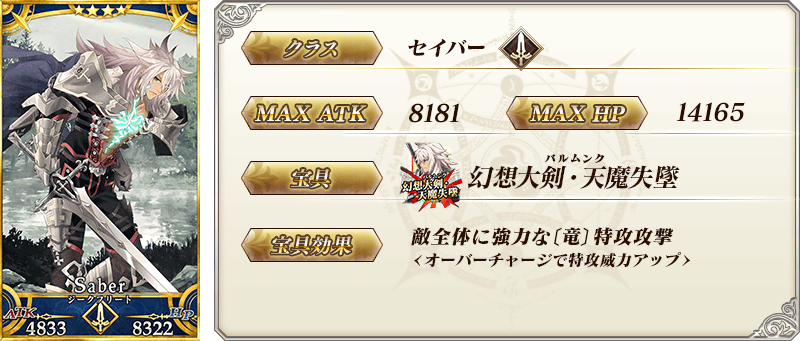 Saber
ジークフリート
ATK
HP
4833
8322
クラス
セイバー
MAX ATK
8181
MAX HP
14165
宝具
幻想大剣・
天魔失墜
バルムンク
幻想大剣・天魔失墜
宝具効果
敵全体に強力な〔竜〕特攻攻撃
<オーバーチャージで特攻威力アップ>